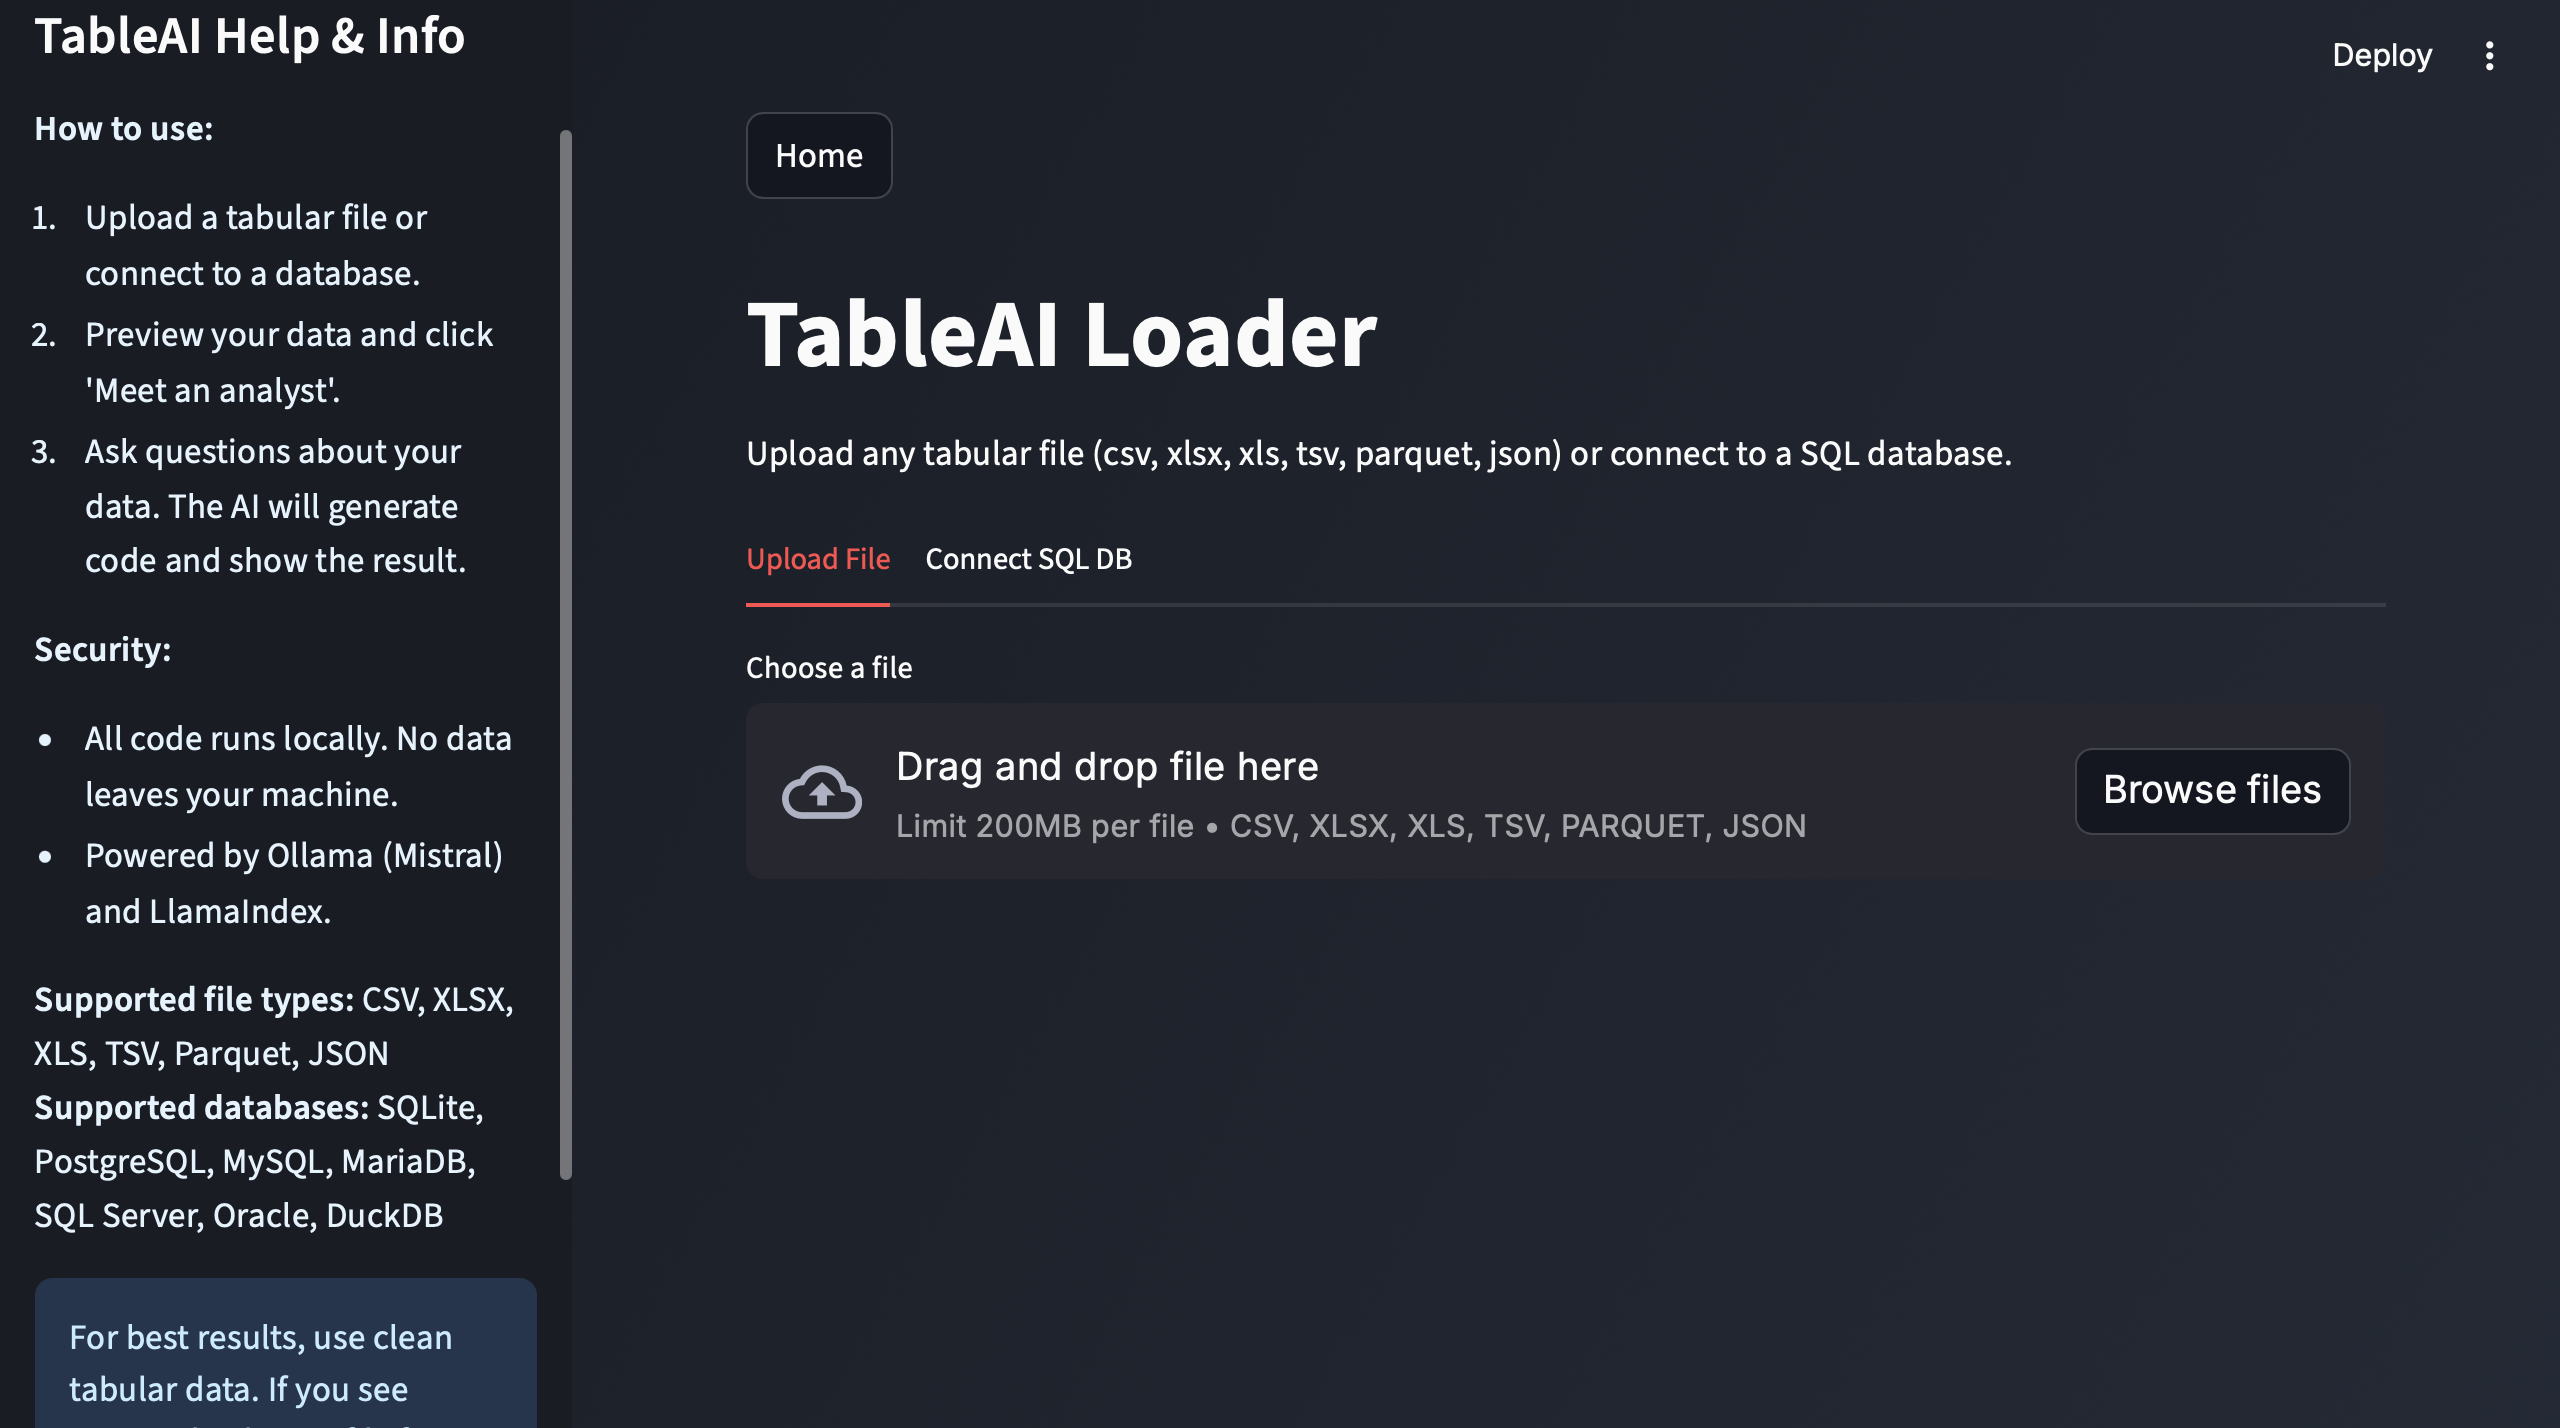 TableAI Help & Info
How to use:
1. Upload a tabular file or
connect to a database.
2. Preview your data and click
'Meet an analyst'.
3. Ask questions about your
data. The AI will generate
code and show the result.
Security:
• All code runs locally. No data
leaves your machine.
• Powered by Ollama (Mistral)
and LlamaIndex.
Supported file types: CSV, XLSX,
XLS, TSV, Parquet, JSON
Supported databases: SQLite,
PostgreSQL, MySQL, MariaDB,
SQL Server, Oracle, DuckDB
For best results, use clean
tabular data. If you see
Deploy
Home
TableAI Loader
Upload any tabular file (csv, xlsx, xls, tsv, parquet, json) or connect to a SQL database.
Upload File Connect SQL DB
Choose a file
Drag and drop file here
Limit 200MB per file • CSV, XLSX, XLS, TSV, PARQUET, JSON
Browse files